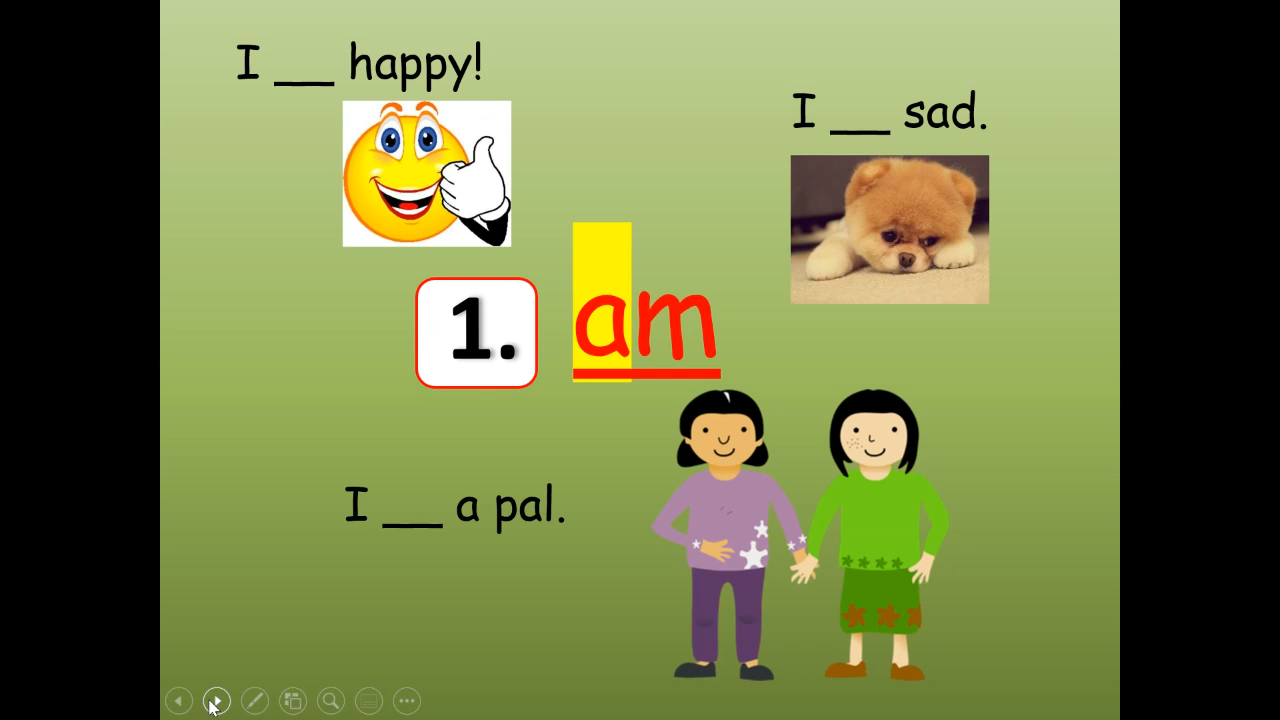 I __ happy!
I __ sad.
1. am
I __ a pal.